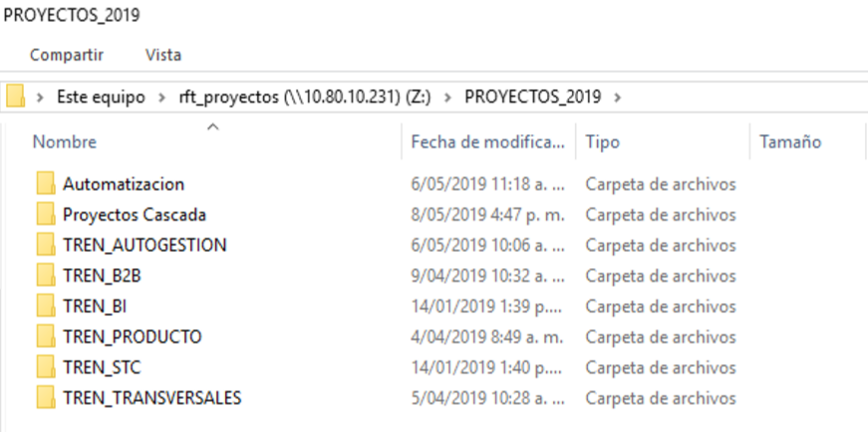 PROYECTOS_2019
Compartir Vista
Este equipo > rft_proyectos (\\10.80.10.231) (Z:) > PROYECTOS_2019 >
Nombre Fecha de modifica... Tipo Tamaño
Automatizacion 6/05/2019 11:18 a. ... Carpeta de archivos
Proyectos Cascada 8/05/2019 4:47 p. m. Carpeta de archivos
TREN_AUTOGESTION 6/05/2019 10:06 a. ... Carpeta de archivos
TREN_B2B 9/04/2019 10:32 a. ... Carpeta de archivos
TREN_BI 14/01/2019 1:39 p.... Carpeta de archivos
TREN_PRODUCTO 4/04/2019 8:49 a. m. Carpeta de archivos
TREN_STC 14/01/2019 1:40 p.... Carpeta de archivos
TREN_TRANSVERSALES 5/04/2019 10:28 a. ... Carpeta de archivos